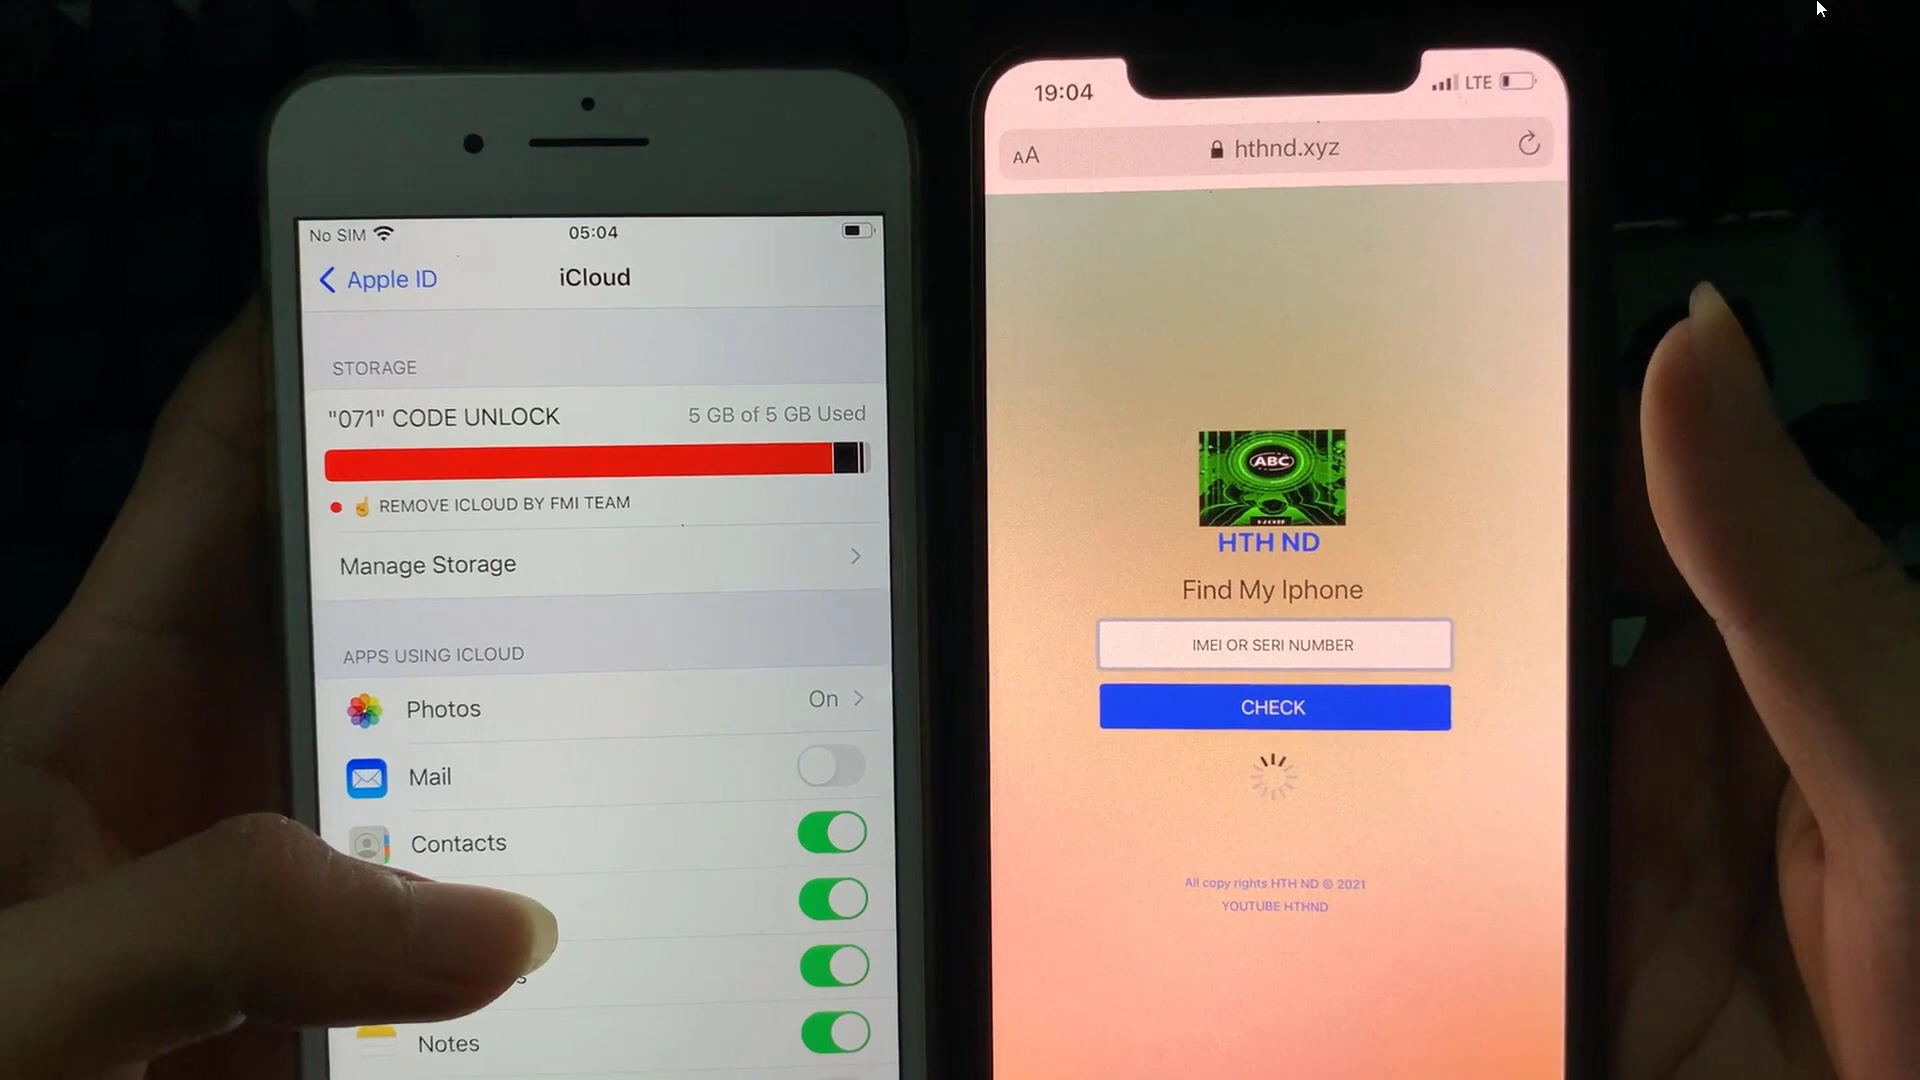 No SIM
05:04
Apple ID
iCloud
STORAGE
"071" CODE UNLOCK
5 GB of 5 GB Used
☝ REMOVE ICLOUD BY FMI TEAM
Manage Storage
APPS USING ICLOUD
Photos
On
Mail
Contacts
s
Notes
19:04
LTE
AA
hthnd.xyz
ABC
HTH ND
Find My Iphone
IMEI OR SERI NUMBER
CHECK
All copy rights HTH ND © 2021
YOUTUBE HTHND